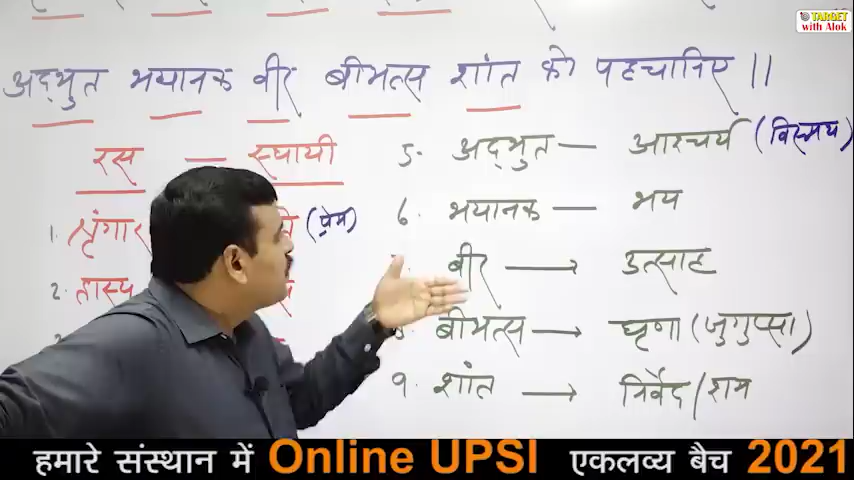 TARGET
with Alok
अद्भुत भयानक वीर बीभत्स शांत को पहचानिए ||
रस — स्थायी
1. श्रृंगार (प्रेम)
2. हास्य
5. अद्भुत — आश्चर्य (विस्मय)
6. भयानक — भय
वीर → उत्साह
8. बीभत्स → घृणा (जुगुप्सा)
9. शांत → निर्वेद/शम
हमारे संस्थान में Online UPSI एकलव्य बैच 2021